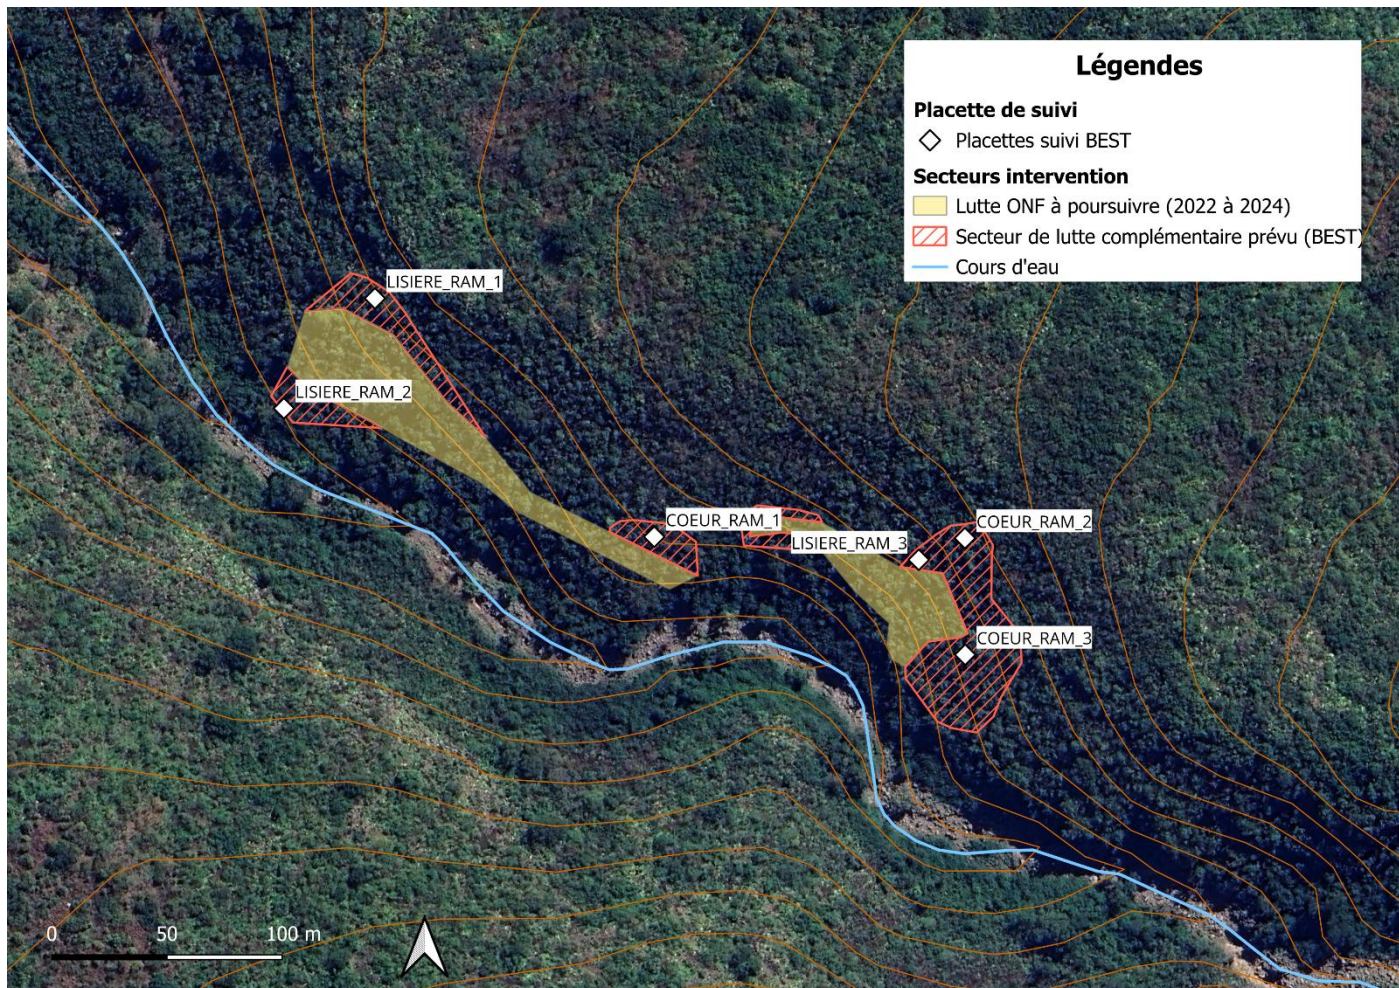 Légendes
Placette de suivi
Placettes suivi BEST
Secteurs intervention
Lutte ONF à poursuivre (2022 à 2024)
Secteur de lutte complémentaire prévu (BEST)
Cours d'eau
LISIERE_RAM_1
LISIERE_RAM_2
COEUR_RAM_1
COEUR_RAM_2
LISIERE_RAM_3
COEUR_RAM_3
0 50 100 m